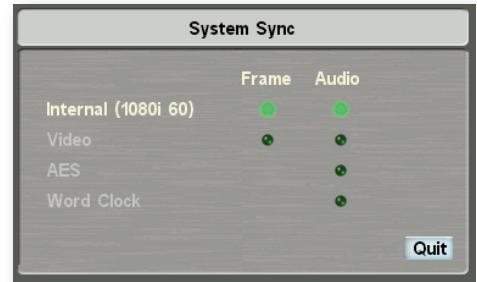 System Sync
Frame Audio
Internal (1080i 60)
Video
AES
Word Clock
Quit